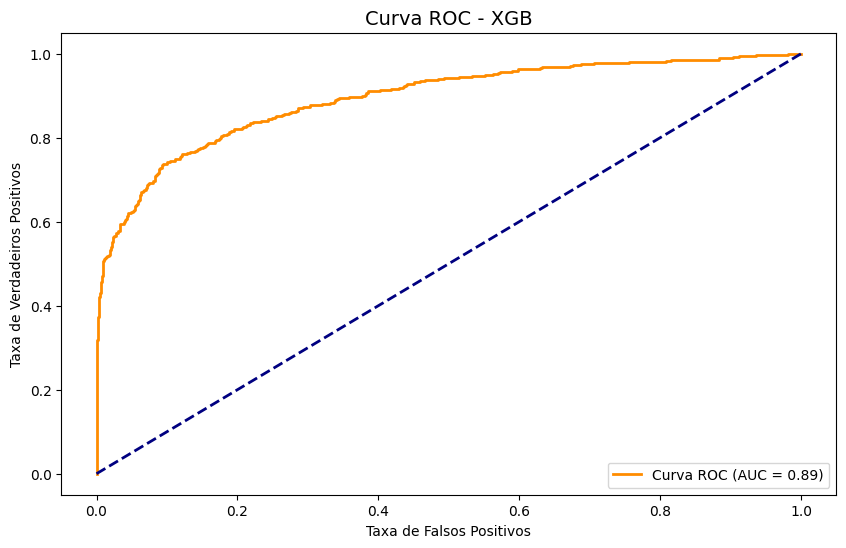 Curva ROC - XGB
Taxa de Verdadeiros Positivos
1.0
0.8
0.6
0.4
0.2
0.0
Curva ROC (AUC = 0.89)
0.0 0.2 0.4 0.6 0.8 1.0
Taxa de Falsos Positivos